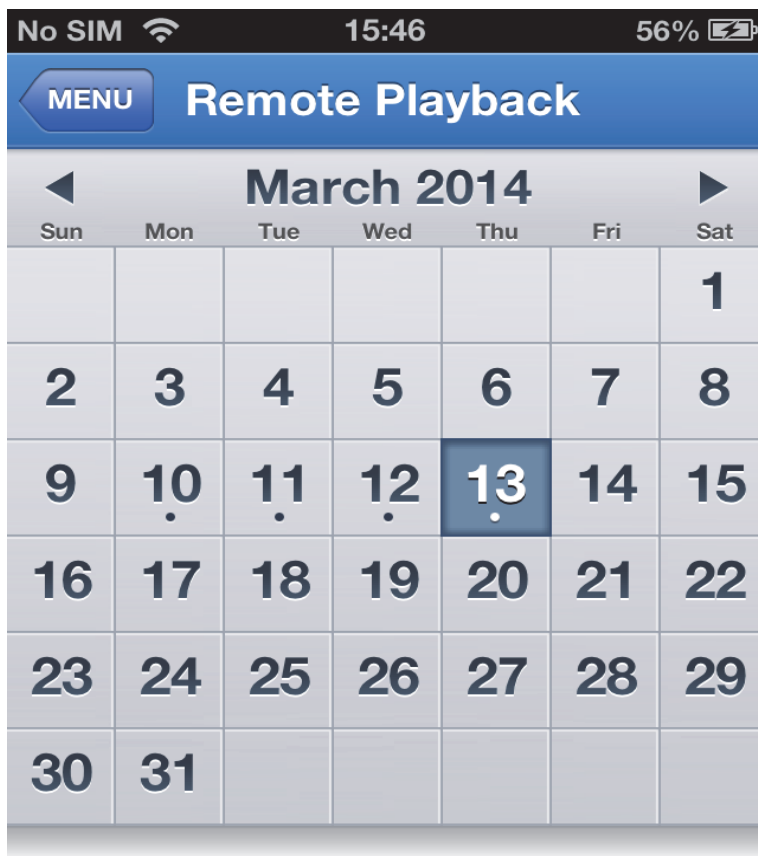 No SIM 15:46 56%
MENU Remote Playback
March 2014
Sun Mon Tue Wed Thu Fri Sat
1
2 3 4 5 6 7 8
9 10 11 12 13 14 15
16 17 18 19 20 21 22
23 24 25 26 27 28 29
30 31